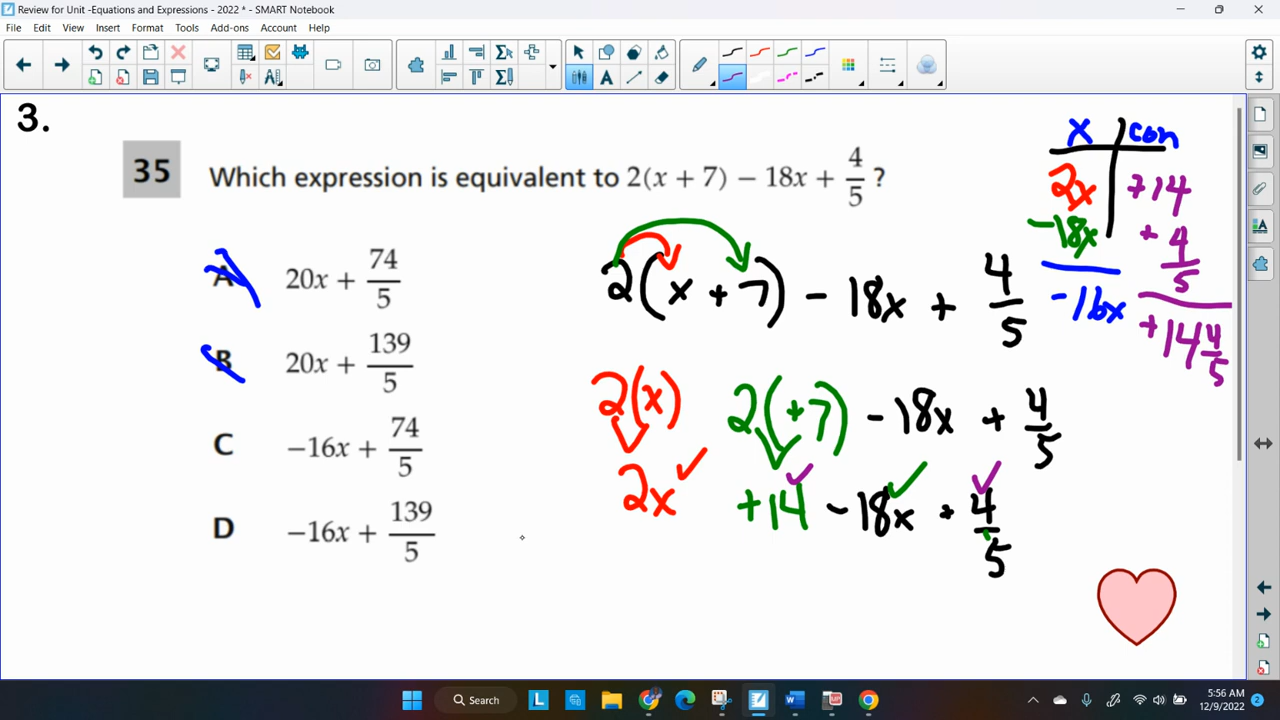 Review for Unit -Equations and Expressions - 2022 * - SMART Notebook
File Edit View Insert Format Tools Add-ons Account Help
3.
35 Which expression is equivalent to 2(x + 7) − 18x + 4/5 ?
A 20x + 74/5
B 20x + 139/5
C −16x + 74/5
D −16x + 139/5
2(x + 7) − 18x + 4/5
2(x) 2(+7) − 18x + 4/5
2x +14 − 18x + 4/5
x con
2x +14
−18x + 4/5
−16x +14 4/5
Search
5:56 AM
12/9/2022